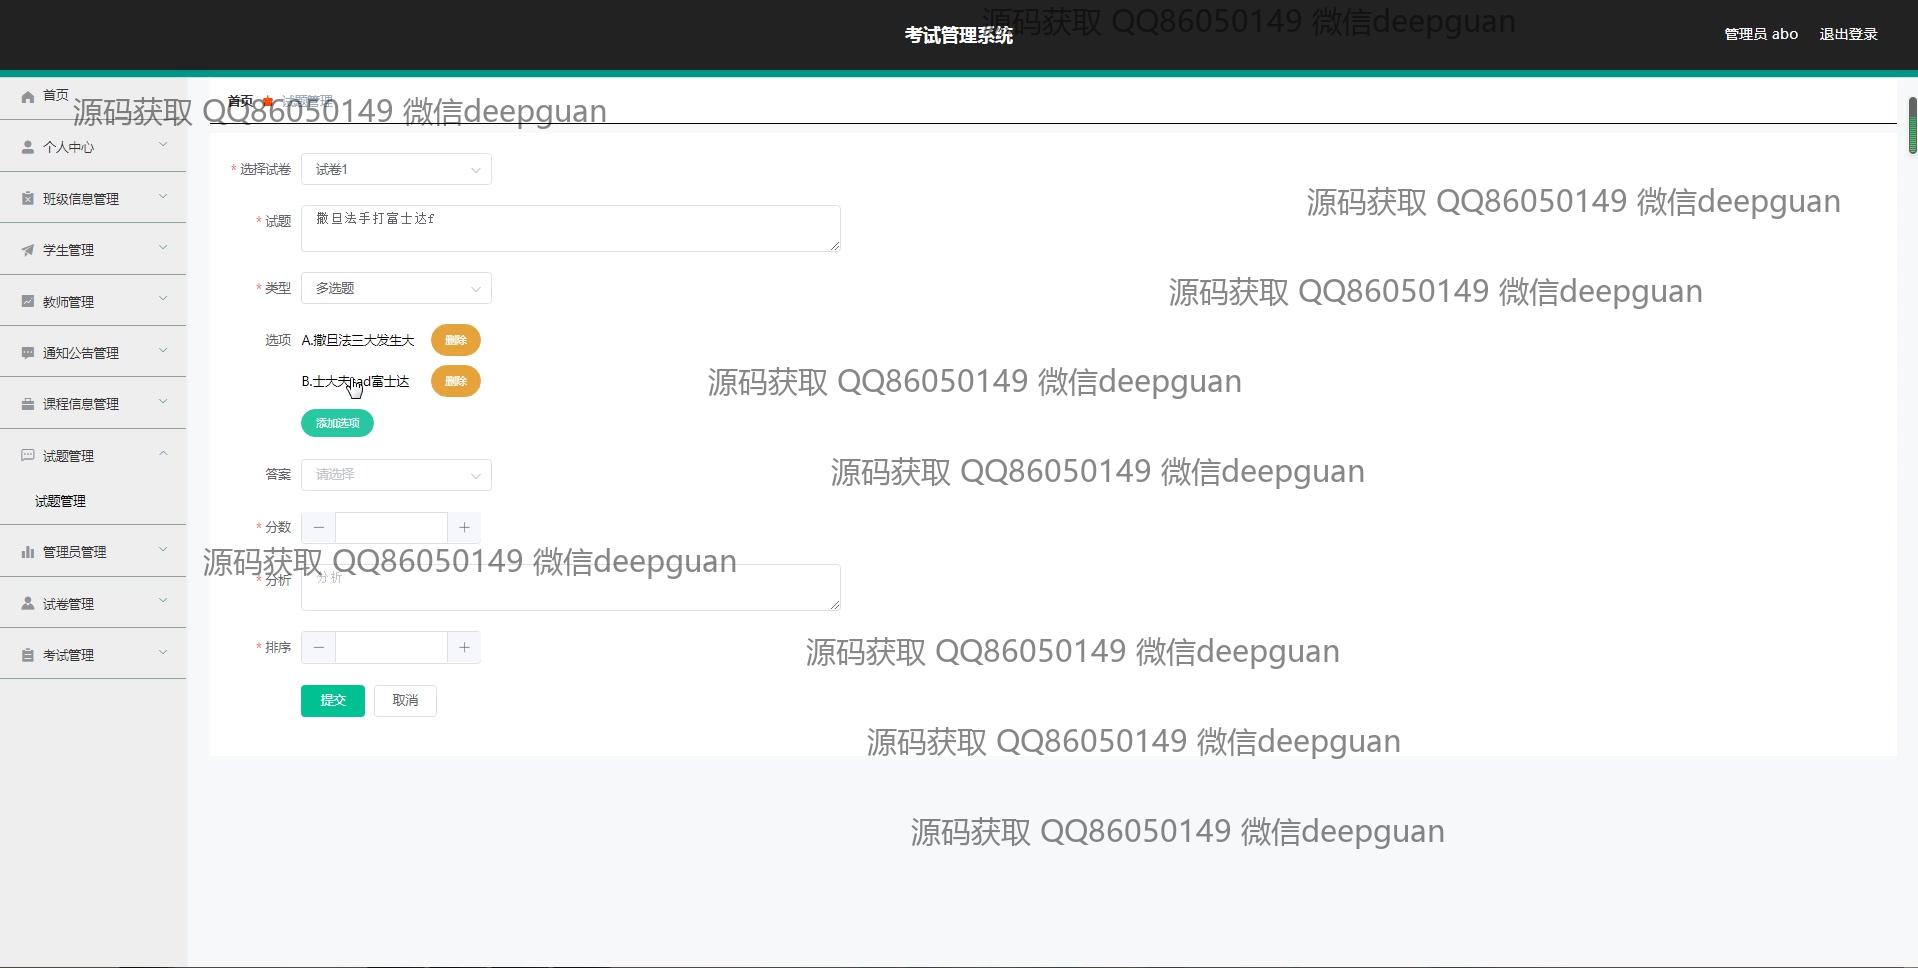 考试管理系统
源码获取 QQ86050149 微信deepguan
管理员 abo 退出登录
首页
首页 试题管理
源码获取 QQ86050149 微信deepguan
个人中心
* 选择试卷 试卷1
班级信息管理
源码获取 QQ86050149 微信deepguan
* 试题 撒旦法手打富士达f
学生管理
* 类型 多选题
源码获取 QQ86050149 微信deepguan
教师管理
选项 A.撒旦法三大发生大 删除
通知公告管理
B.士大夫sad富士达 删除
源码获取 QQ86050149 微信deepguan
课程信息管理
添加选项
试题管理
答案 请选择
源码获取 QQ86050149 微信deepguan
试题管理
* 分数
管理员管理
源码获取 QQ86050149 微信deepguan
* 分析 分析
试卷管理
* 排序
源码获取 QQ86050149 微信deepguan
考试管理
提交 取消
源码获取 QQ86050149 微信deepguan
源码获取 QQ86050149 微信deepguan